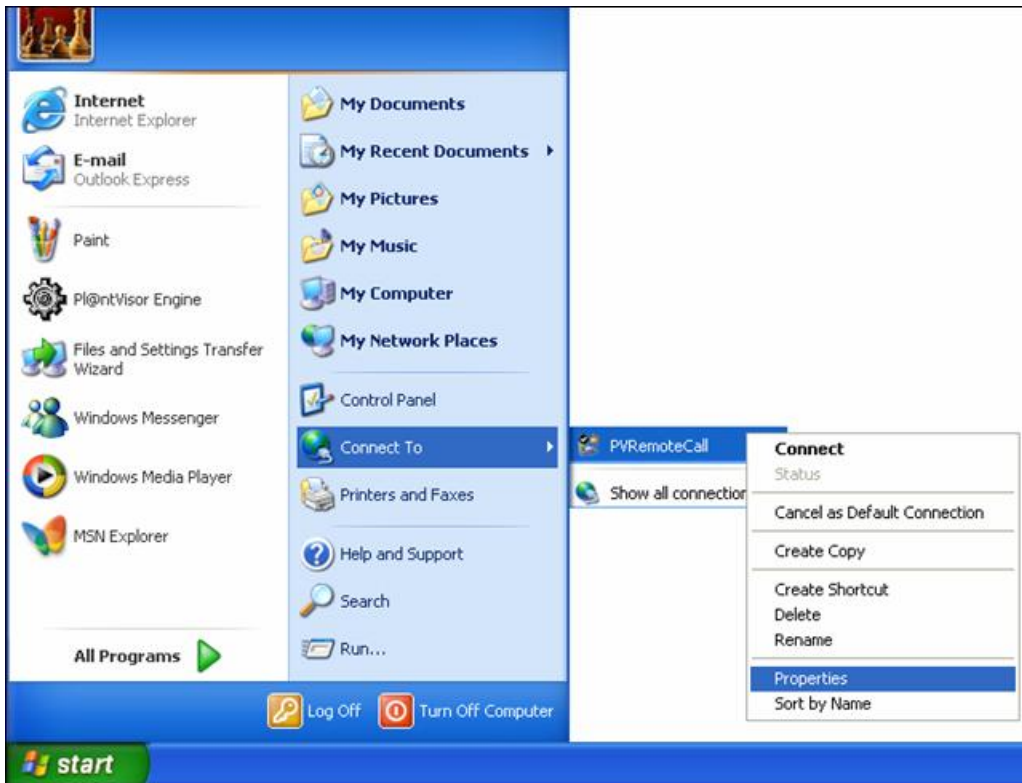 Internet
Internet Explorer
E-mail
Outlook Express
Paint
Pl@ntVisor Engine
Files and Settings Transfer
Wizard
Windows Messenger
Windows Media Player
MSN Explorer
All Programs
My Documents
My Recent Documents
My Pictures
My Music
My Computer
My Network Places
Control Panel
Connect To
Printers and Faxes
Help and Support
Search
Run...
PVRemoteCall
Show all connection
Connect
Status
Cancel as Default Connection
Create Copy
Create Shortcut
Delete
Rename
Properties
Sort by Name
Log Off
Turn Off Computer
start